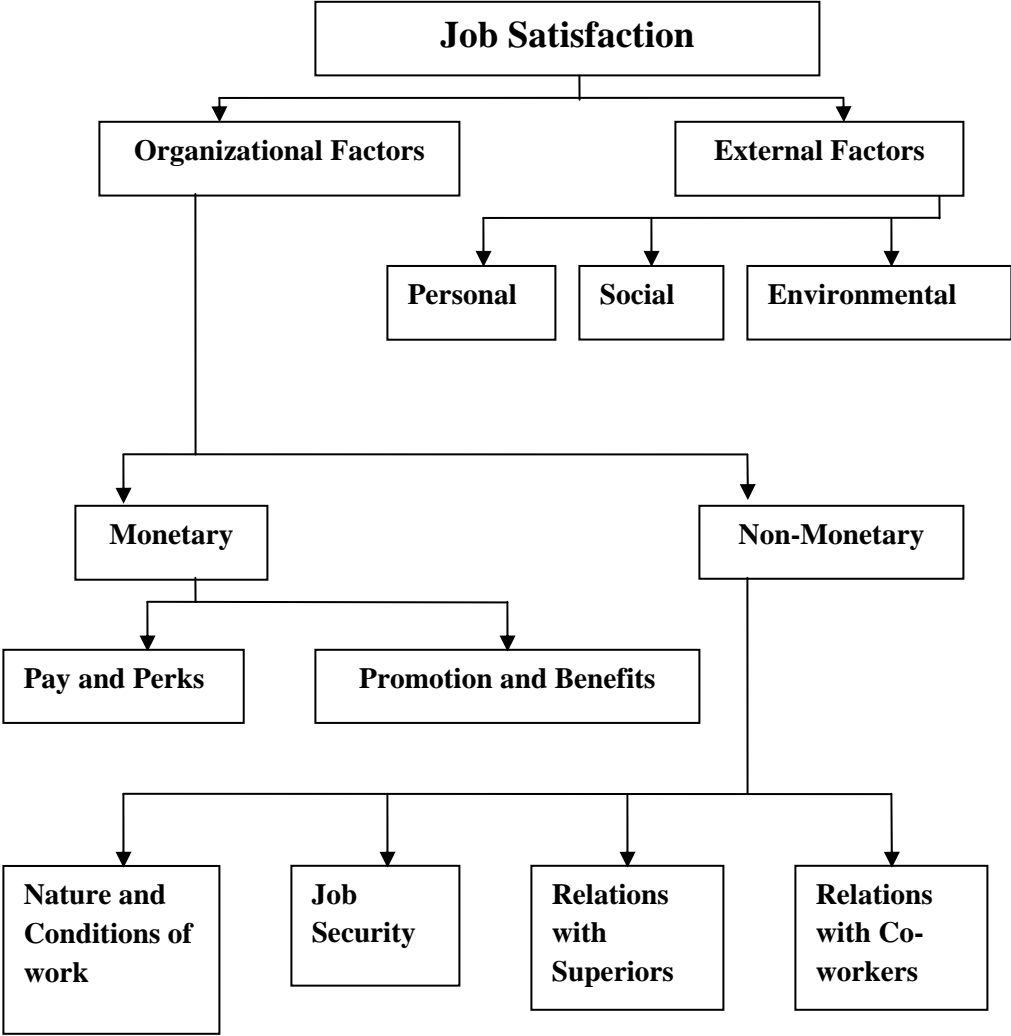 Job Satisfaction
Organizational Factors
External Factors
Personal
Social
Environmental
Monetary
Non-Monetary
Pay and Perks
Promotion and Benefits
Nature and
Conditions of
work
Job
Security
Relations
with
Superiors
Relations
with Co-
workers